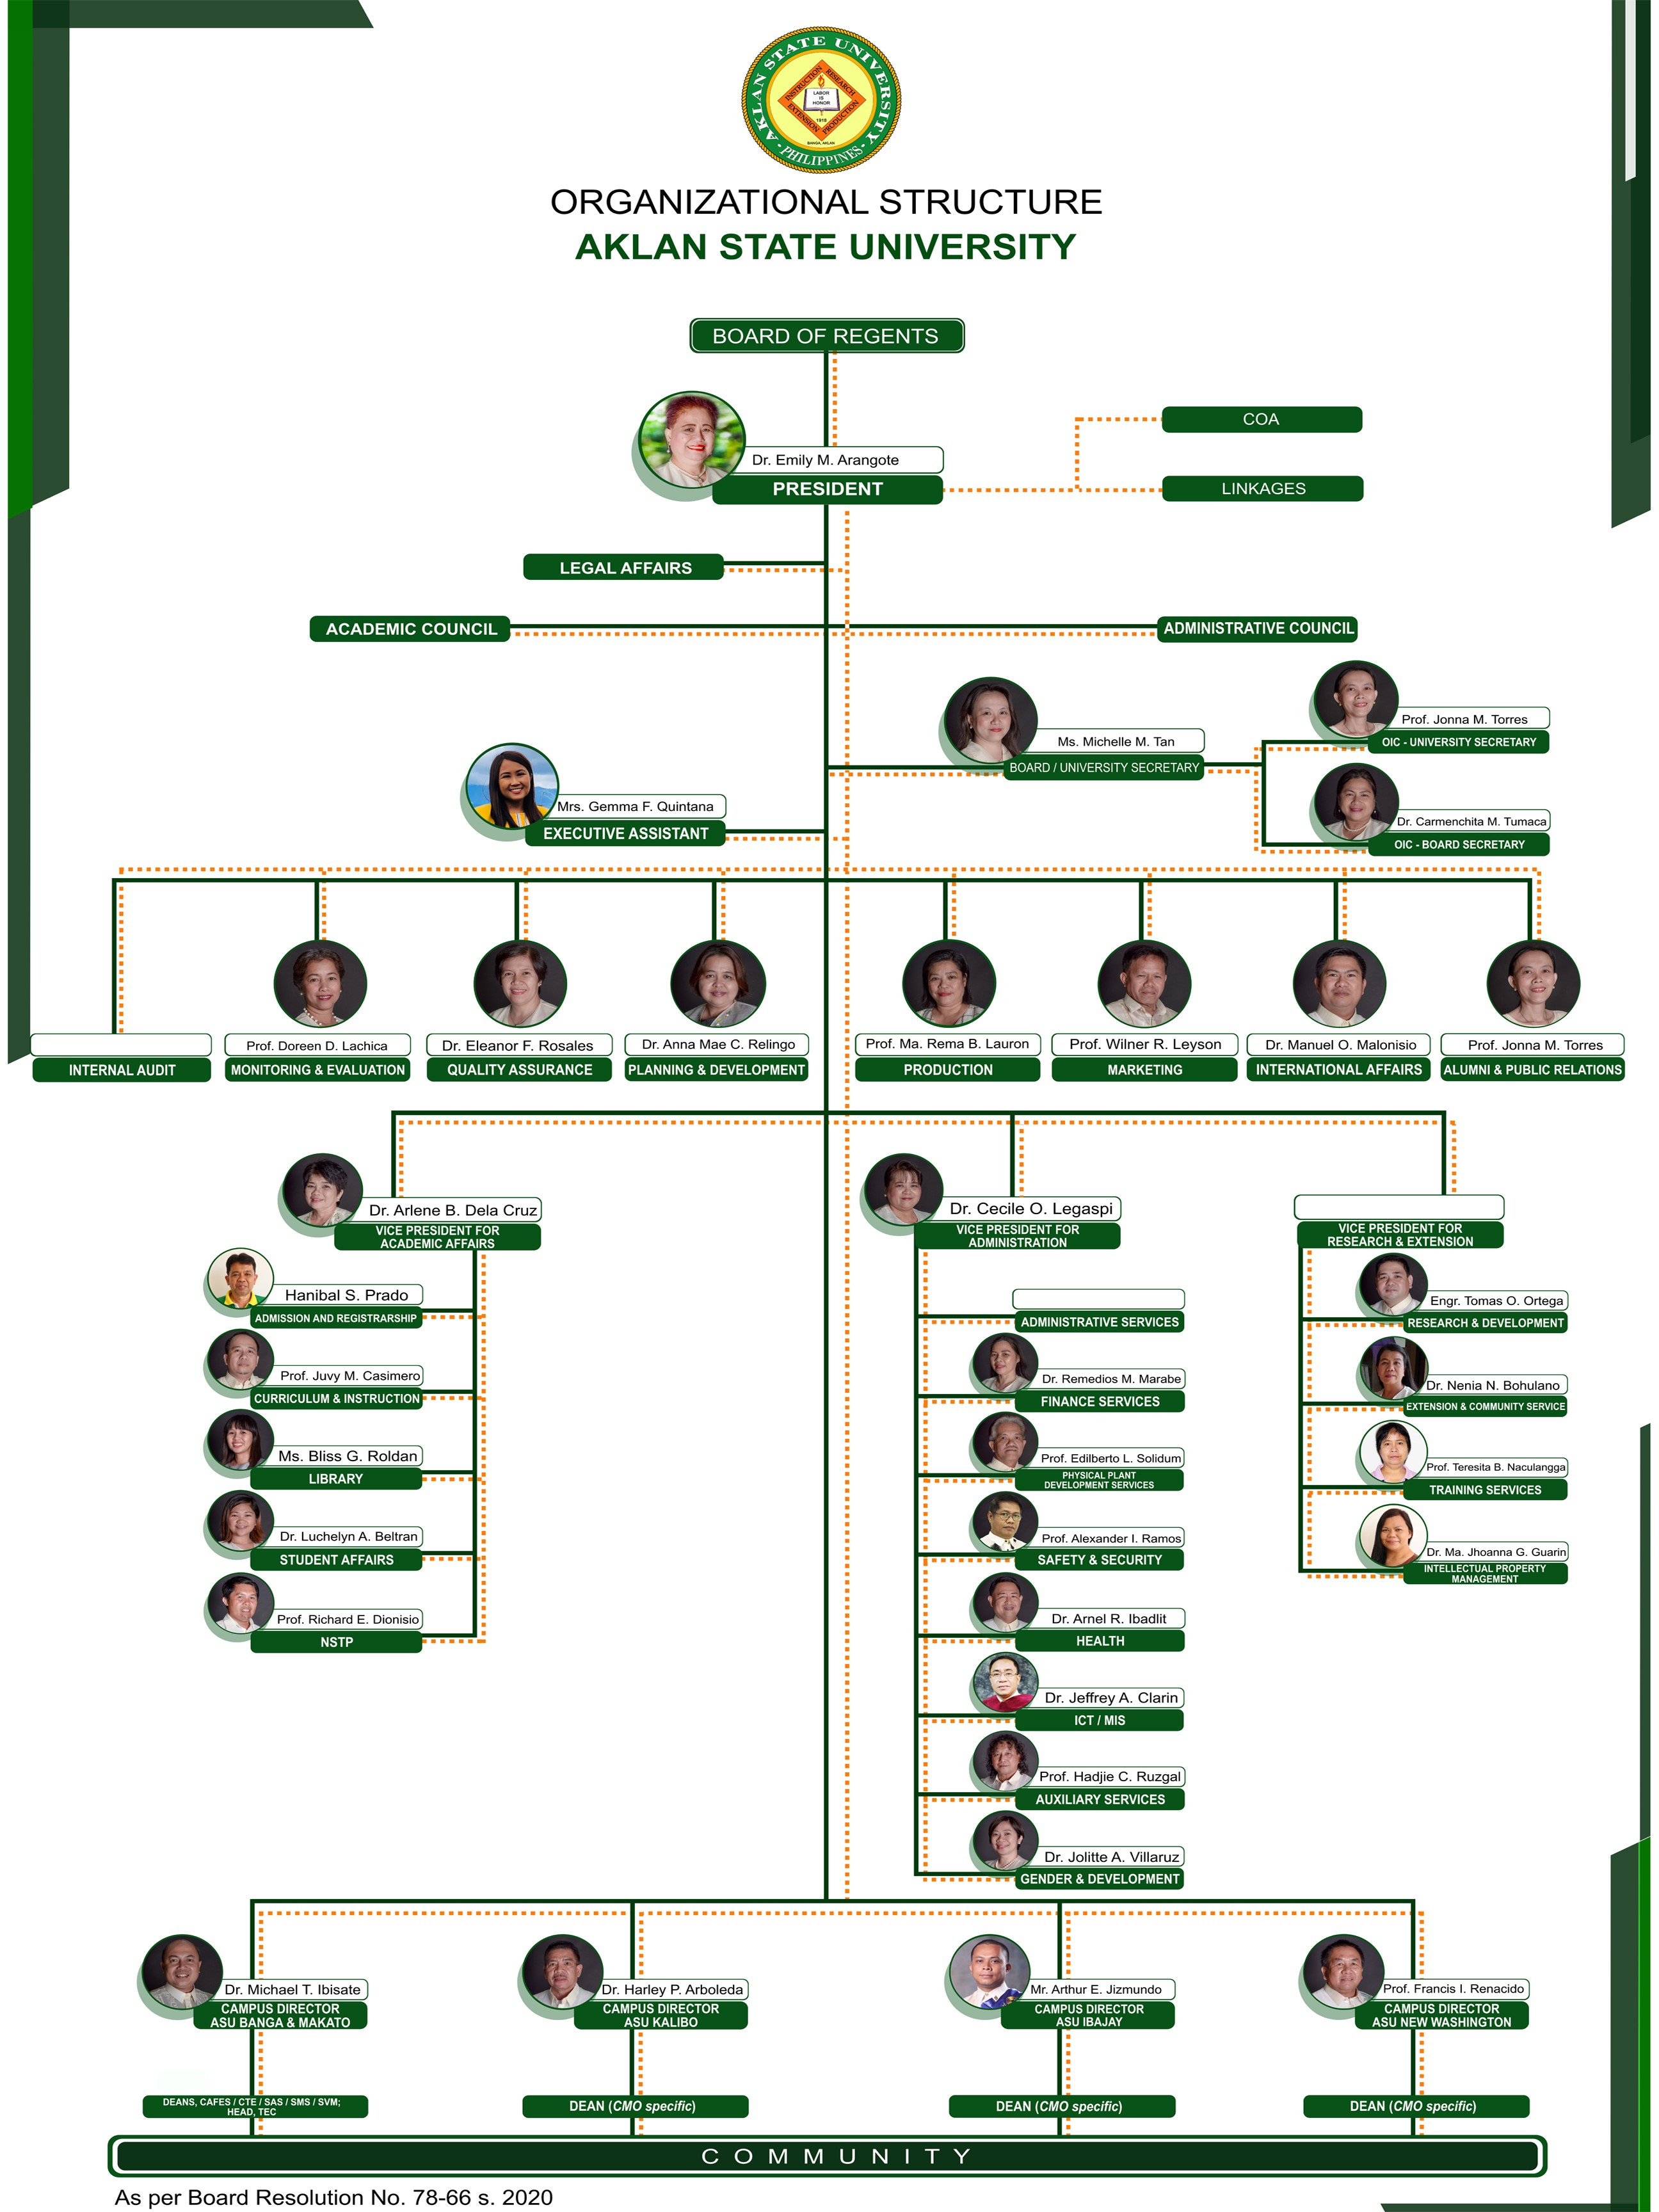 AKLAN STATE UNIVERSITY
INSTRUCTION
RESEARCH
LABOR
IS
HONOR
EXTENSION
PRODUCTION
1918
BANGA, AKLAN
- PHILIPPINES -
ORGANIZATIONAL STRUCTURE
AKLAN STATE UNIVERSITY
BOARD OF REGENTS
COA
Dr. Emily M. Arangote
PRESIDENT
LINKAGES
LEGAL AFFAIRS
ACADEMIC COUNCIL
ADMINISTRATIVE COUNCIL
Prof. Jonna M. Torres
OIC - UNIVERSITY SECRETARY
Ms. Michelle M. Tan
BOARD / UNIVERSITY SECRETARY
Mrs. Gemma F. Quintana
EXECUTIVE ASSISTANT
Dr. Carmenchita M. Tumaca
OIC - BOARD SECRETARY
INTERNAL AUDIT
Prof. Doreen D. Lachica
MONITORING & EVALUATION
Dr. Eleanor F. Rosales
QUALITY ASSURANCE
Dr. Anna Mae C. Relingo
PLANNING & DEVELOPMENT
Prof. Ma. Rema B. Lauron
PRODUCTION
Prof. Wilner R. Leyson
MARKETING
Dr. Manuel O. Malonisio
INTERNATIONAL AFFAIRS
Prof. Jonna M. Torres
ALUMNI & PUBLIC RELATIONS
Dr. Arlene B. Dela Cruz
VICE PRESIDENT FOR
ACADEMIC AFFAIRS
Hanibal S. Prado
ADMISSION AND REGISTRARSHIP
Prof. Juvy M. Casimero
CURRICULUM & INSTRUCTION
Ms. Bliss G. Roldan
LIBRARY
Dr. Luchelyn A. Beltran
STUDENT AFFAIRS
Prof. Richard E. Dionisio
NSTP
Dr. Cecile O. Legaspi
VICE PRESIDENT FOR
ADMINISTRATION
ADMINISTRATIVE SERVICES
Dr. Remedios M. Marabe
FINANCE SERVICES
Prof. Edilberto L. Solidum
PHYSICAL PLANT
DEVELOPMENT SERVICES
Prof. Alexander I. Ramos
SAFETY & SECURITY
Dr. Arnel R. Ibadlit
HEALTH
Dr. Jeffrey A. Clarin
ICT / MIS
Prof. Hadjie C. Ruzgal
AUXILIARY SERVICES
Dr. Jolitte A. Villaruz
GENDER & DEVELOPMENT
VICE PRESIDENT FOR
RESEARCH & EXTENSION
Engr. Tomas O. Ortega
RESEARCH & DEVELOPMENT
Dr. Nenia N. Bohulano
EXTENSION & COMMUNITY SERVICE
Prof. Teresita B. Naculangga
TRAINING SERVICES
Dr. Ma. Jhoanna G. Guarin
INTELLECTUAL PROPERTY
MANAGEMENT
Dr. Michael T. Ibisate
CAMPUS DIRECTOR
ASU BANGA & MAKATO
Dr. Harley P. Arboleda
CAMPUS DIRECTOR
ASU KALIBO
Mr. Arthur E. Jizmundo
CAMPUS DIRECTOR
ASU IBAJAY
Prof. Francis I. Renacido
CAMPUS DIRECTOR
ASU NEW WASHINGTON
DEANS, CAFES / CTE / SAS / SMS / SVM;
HEAD, TEC
DEAN (CMO specific)
DEAN (CMO specific)
DEAN (CMO specific)
COMMUNITY
As per Board Resolution No. 78-66 s. 2020